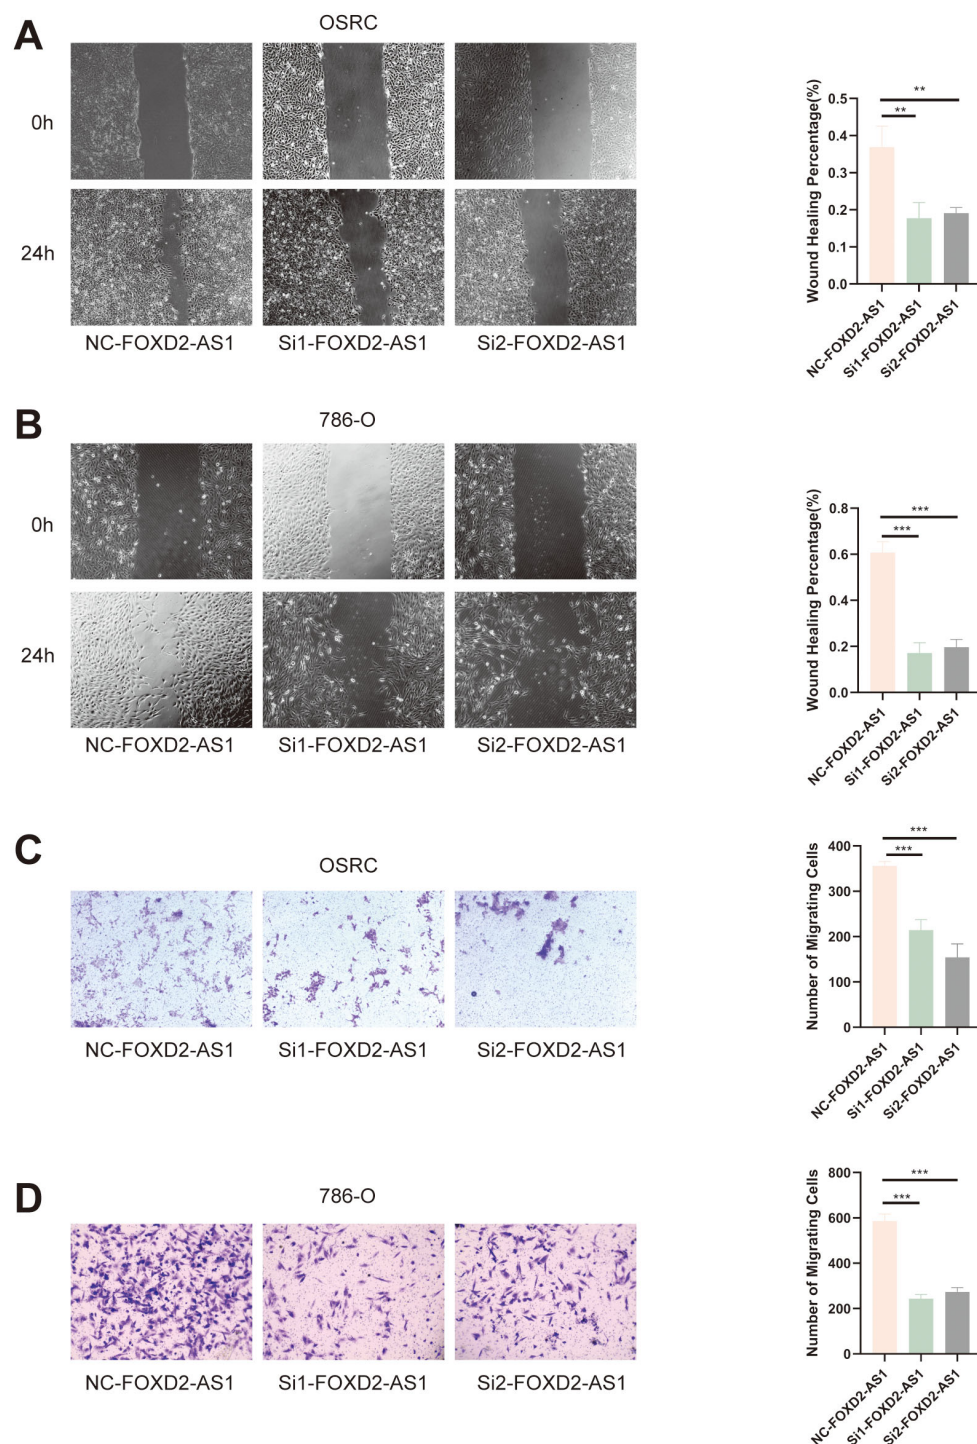 A
OSRC
0h
24h
NC-FOXD2-AS1 Si1-FOXD2-AS1 Si2-FOXD2-AS1
Wound Healing Percentage(%)
0.5
0.4
0.3
0.2
0.1
0.0
**
**
NC-FOXD2-AS1
Si1-FOXD2-AS1
Si2-FOXD2-AS1
B
786-O
0h
24h
NC-FOXD2-AS1 Si1-FOXD2-AS1 Si2-FOXD2-AS1
Wound Healing Percentage(%)
0.8
0.6
0.4
0.2
0.0
***
***
NC-FOXD2-AS1
Si1-FOXD2-AS1
Si2-FOXD2-AS1
C
OSRC
NC-FOXD2-AS1 Si1-FOXD2-AS1 Si2-FOXD2-AS1
Number of Migrating Cells
400
300
200
100
0
***
***
NC-FOXD2-AS1
Si1-FOXD2-AS1
Si2-FOXD2-AS1
D
786-O
NC-FOXD2-AS1 Si1-FOXD2-AS1 Si2-FOXD2-AS1
Number of Migrating Cells
800
600
400
200
0
***
***
NC-FOXD2-AS1
Si1-FOXD2-AS1
Si2-FOXD2-AS1